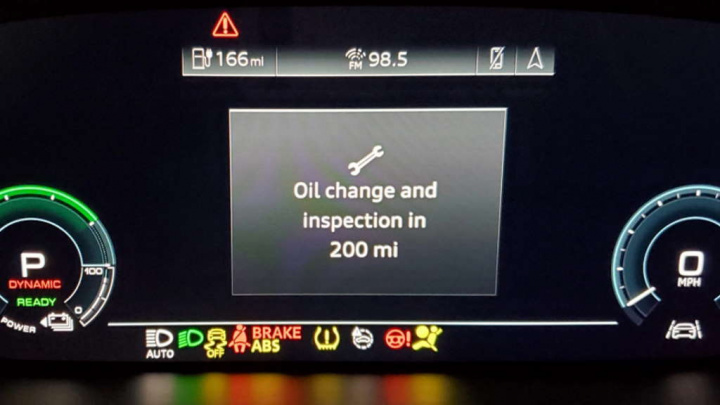 166mi
FM 98.5
Oil change and
inspection in
200 mi
P
DYNAMIC
READY
POWER
100
0
0
MPH
AUTO
OFF
BRAKE
ABS